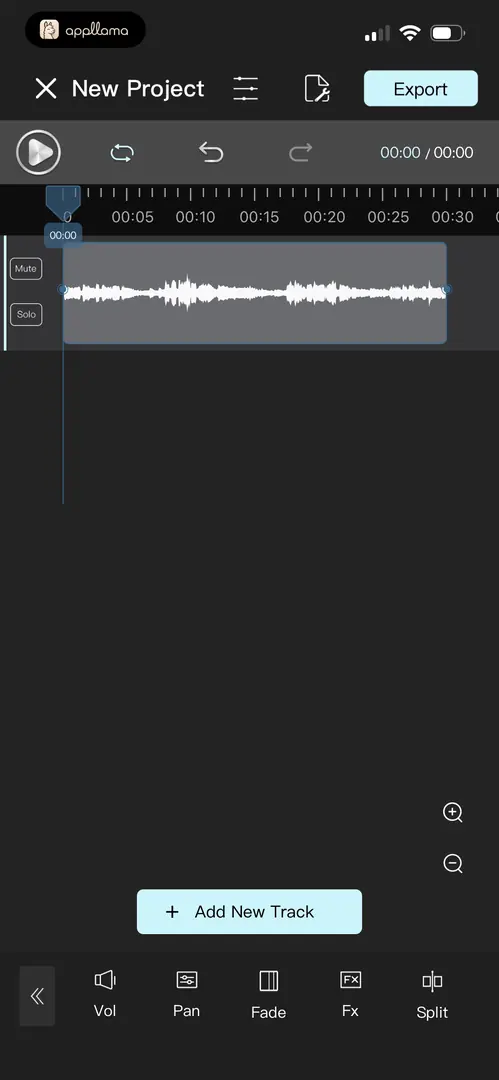 appllama
New Project
Export
00:00 / 00:00
0 00:05 00:10 00:15 00:20 00:25 00:30
00:00
Mute
Solo
+ Add New Track
Vol Pan Fade Fx Split
FX